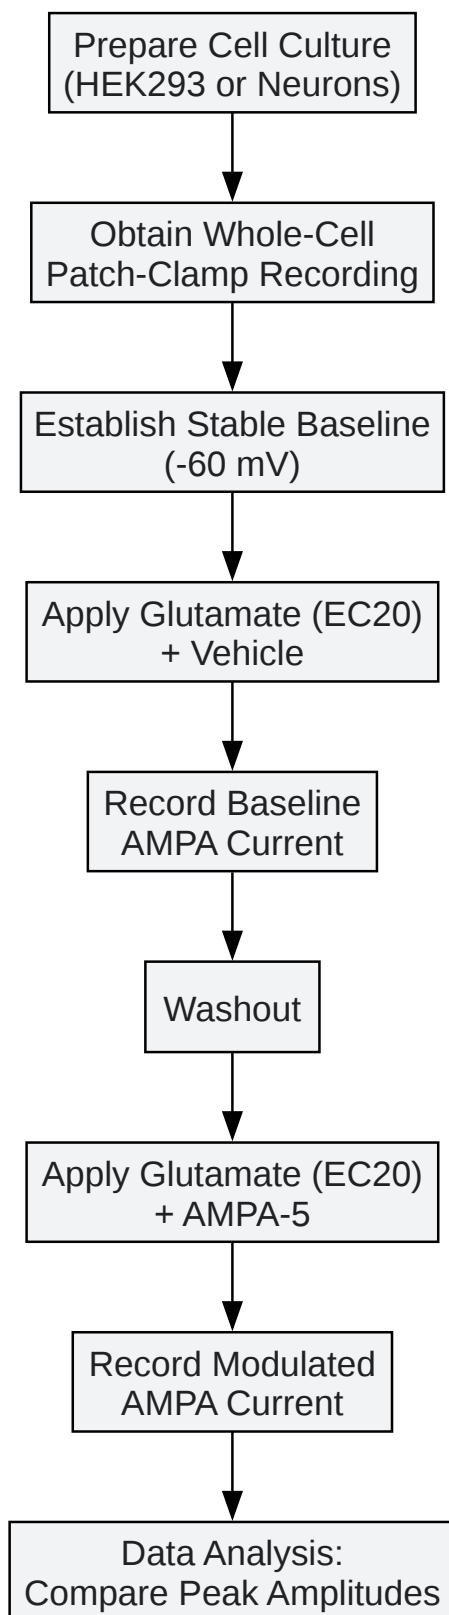 Prepare Cell Culture
(HEK293 or Neurons)
Obtain Whole-Cell
Patch-Clamp Recording
Establish Stable Baseline
(-60 mV)
Apply Glutamate (EC20)
+ Vehicle
Record Baseline
AMPA Current
Washout
Apply Glutamate (EC20)
+ AMPA-5
Record Modulated
AMPA Current
Data Analysis:
Compare Peak Amplitudes